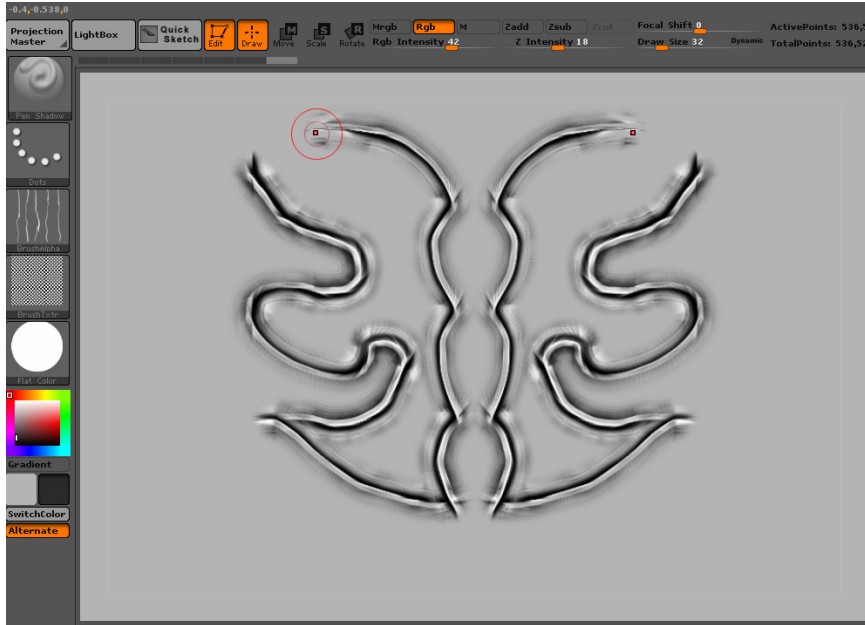 -0.4,-0.538,0
Projection Master
LightBox
Quick Sketch
Edit
Draw
Move
Scale
Rotate
Mrgb
Rgb
M
Rgb Intensity 42
Zadd
Zsub
Zcut
Z Intensity 18
Focal Shift 0
Draw Size 32
Dynamic
ActivePoints: 536,5
TotalPoints: 536,52
Pen Shadow
Dots
BrushAlpha
BrushTxtr
Flat Color
Gradient
SwitchColor
Alternate